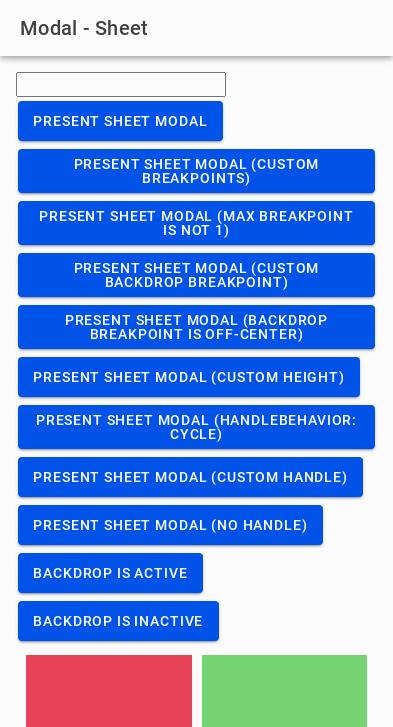 Modal - Sheet
PRESENT SHEET MODAL
PRESENT SHEET MODAL (CUSTOM
BREAKPOINTS)
PRESENT SHEET MODAL (MAX BREAKPOINT
IS NOT 1)
PRESENT SHEET MODAL (CUSTOM
BACKDROP BREAKPOINT)
PRESENT SHEET MODAL (BACKDROP
BREAKPOINT IS OFF-CENTER)
PRESENT SHEET MODAL (CUSTOM HEIGHT)
PRESENT SHEET MODAL (HANDLEBEHAVIOR:
CYCLE)
PRESENT SHEET MODAL (CUSTOM HANDLE)
PRESENT SHEET MODAL (NO HANDLE)
BACKDROP IS ACTIVE
BACKDROP IS INACTIVE